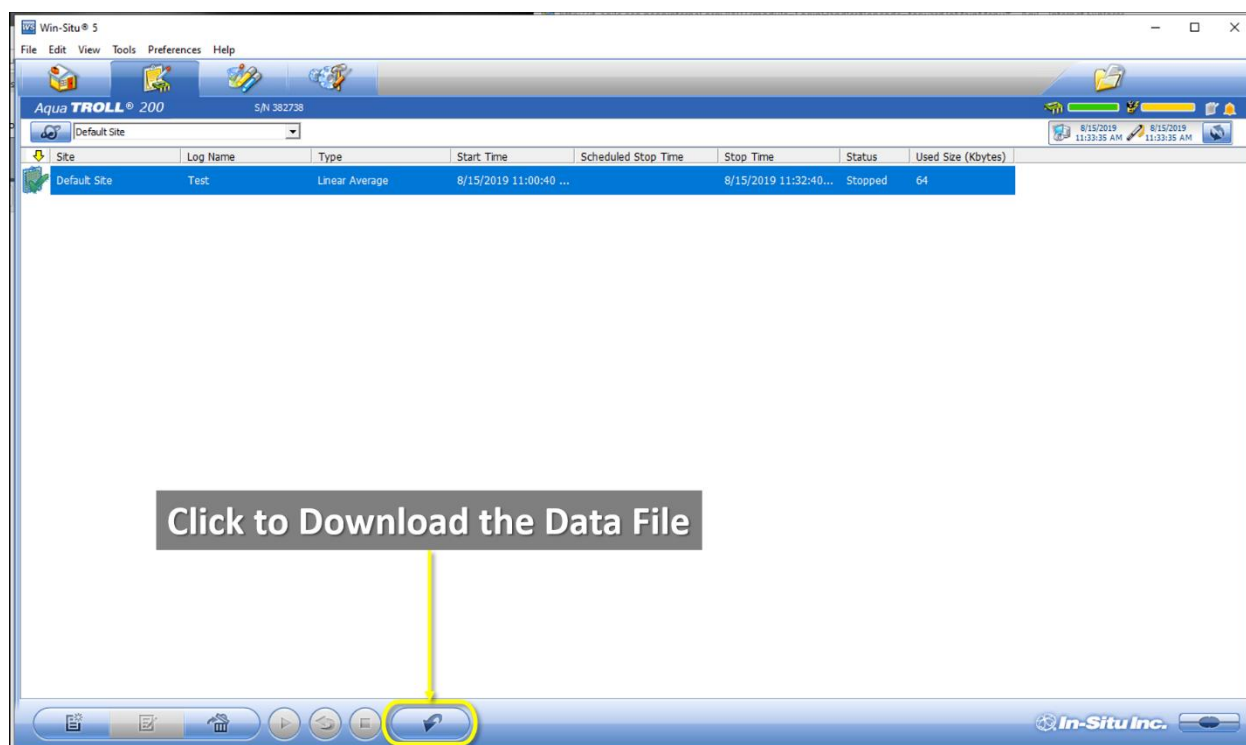 Win-Situ® 5
File Edit View Tools Preferences Help
Aqua TROLL® 200 S/N 382738
Default Site
8/15/2019 11:33:35 AM 8/15/2019 11:33:35 AM
Site Log Name Type Start Time Scheduled Stop Time Stop Time Status Used Size (Kbytes)
Default Site Test Linear Average 8/15/2019 11:00:40 ... 8/15/2019 11:32:40... Stopped 64
Click to Download the Data File
In-Situ Inc.